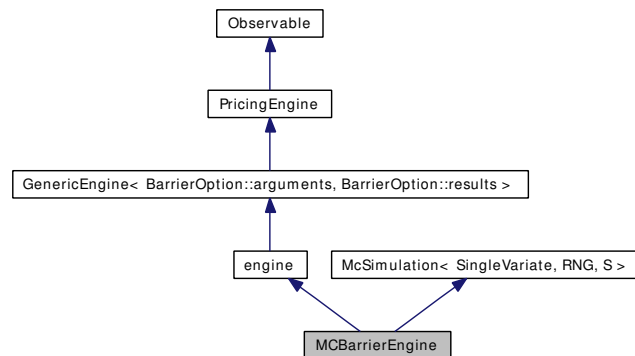 Observable
PricingEngine
GenericEngine< BarrierOption::arguments, BarrierOption::results >
engine
McSimulation< SingleVariate, RNG, S >
MCBarrierEngine